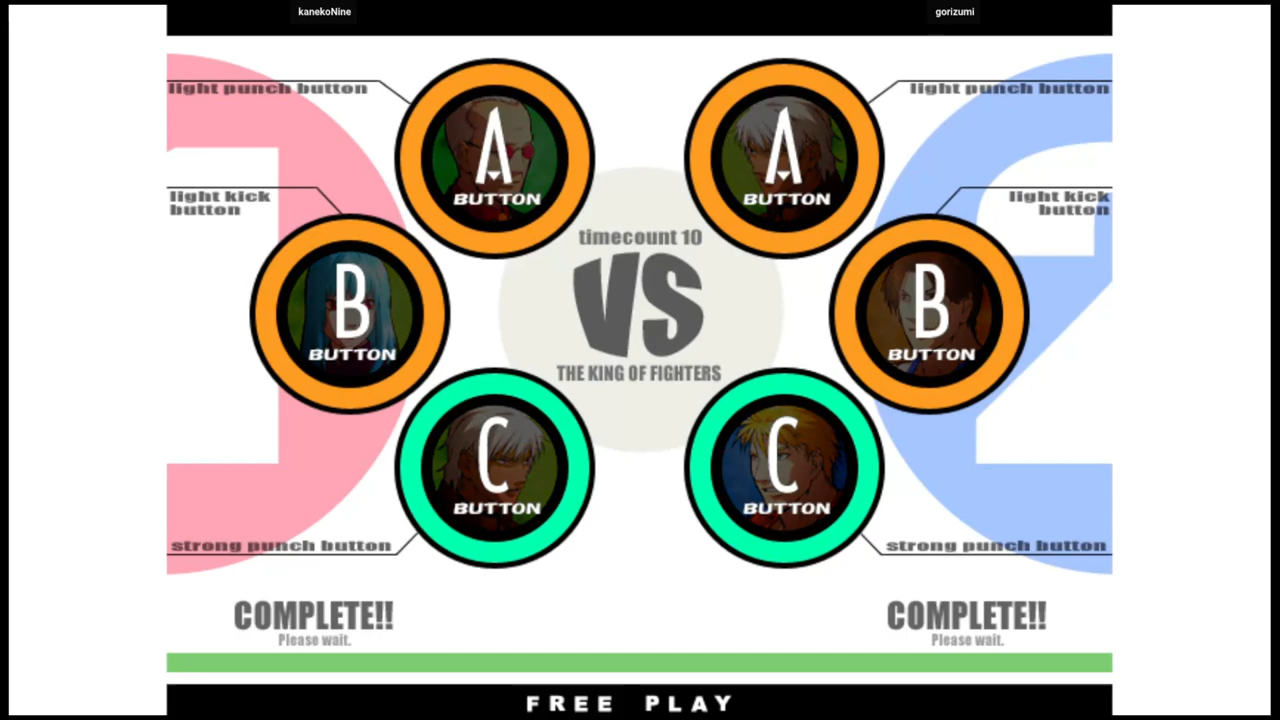 kanekoNine
gorizumi
light punch button
light punch button
A
BUTTON
A
BUTTON
light kick
button
light kick
button
B
BUTTON
B
BUTTON
timecount 10
VS
THE KING OF FIGHTERS
C
BUTTON
C
BUTTON
strong punch button
strong punch button
COMPLETE!!
Please wait.
COMPLETE!!
Please wait.
FREE PLAY
1
2